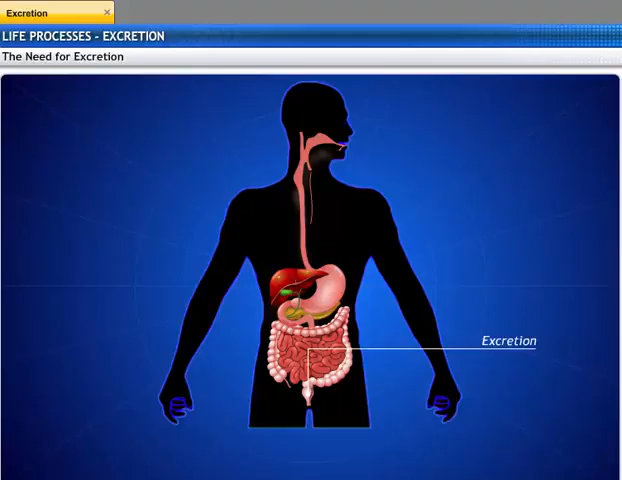 Excretion
LIFE PROCESSES - EXCRETION
The Need for Excretion
Excretion